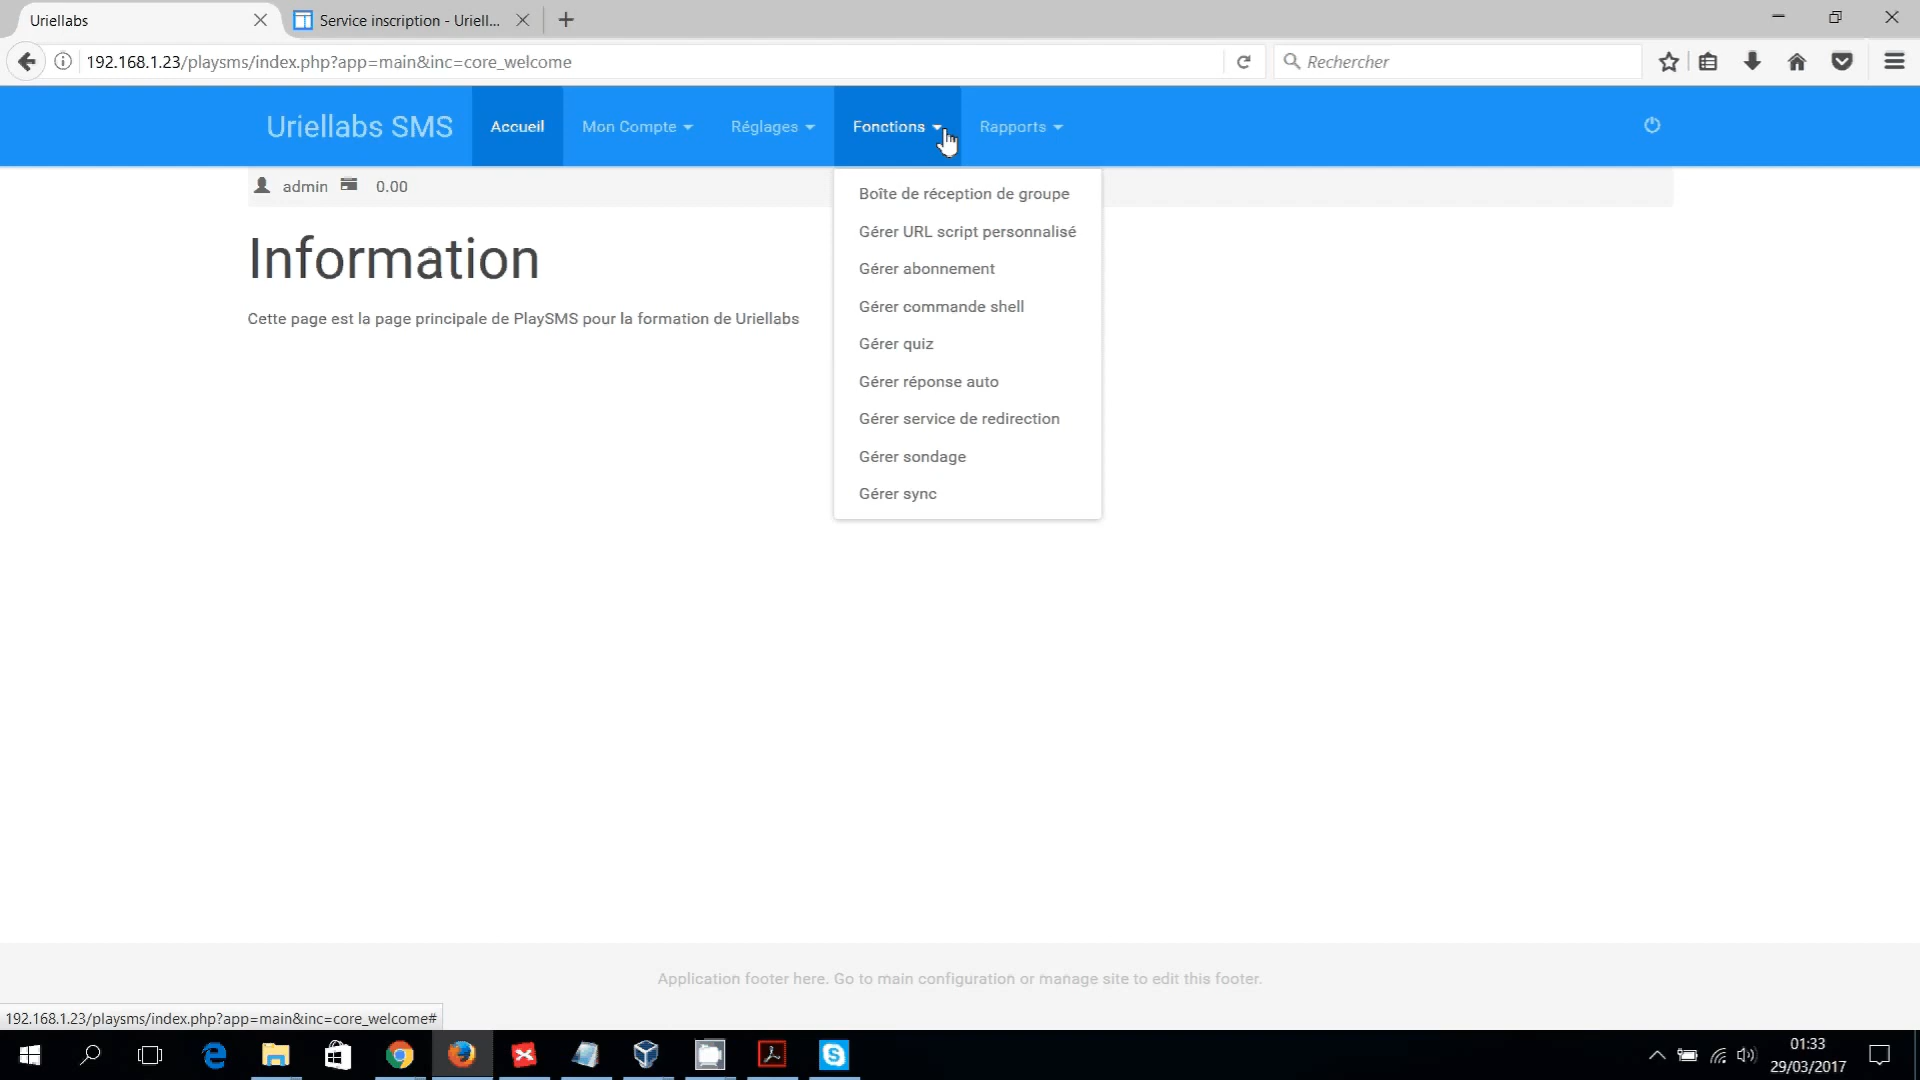 Uriellabs
Service inscription - Uriell...
192.168.1.23/playsms/index.php?app=main&inc=core_welcome
Rechercher
Uriellabs SMS
Accueil
Mon Compte
Réglages
Fonctions
Rapports
admin
0.00
Boîte de réception de groupe
Gérer URL script personnalisé
Gérer abonnement
Gérer commande shell
Gérer quiz
Gérer réponse auto
Gérer service de redirection
Gérer sondage
Gérer sync
Information
Cette page est la page principale de PlaySMS pour la formation de Uriellabs
Application footer here. Go to main configuration or manage site to edit this footer.
192.168.1.23/playsms/index.php?app=main&inc=core_welcome#
01:33
29/03/2017